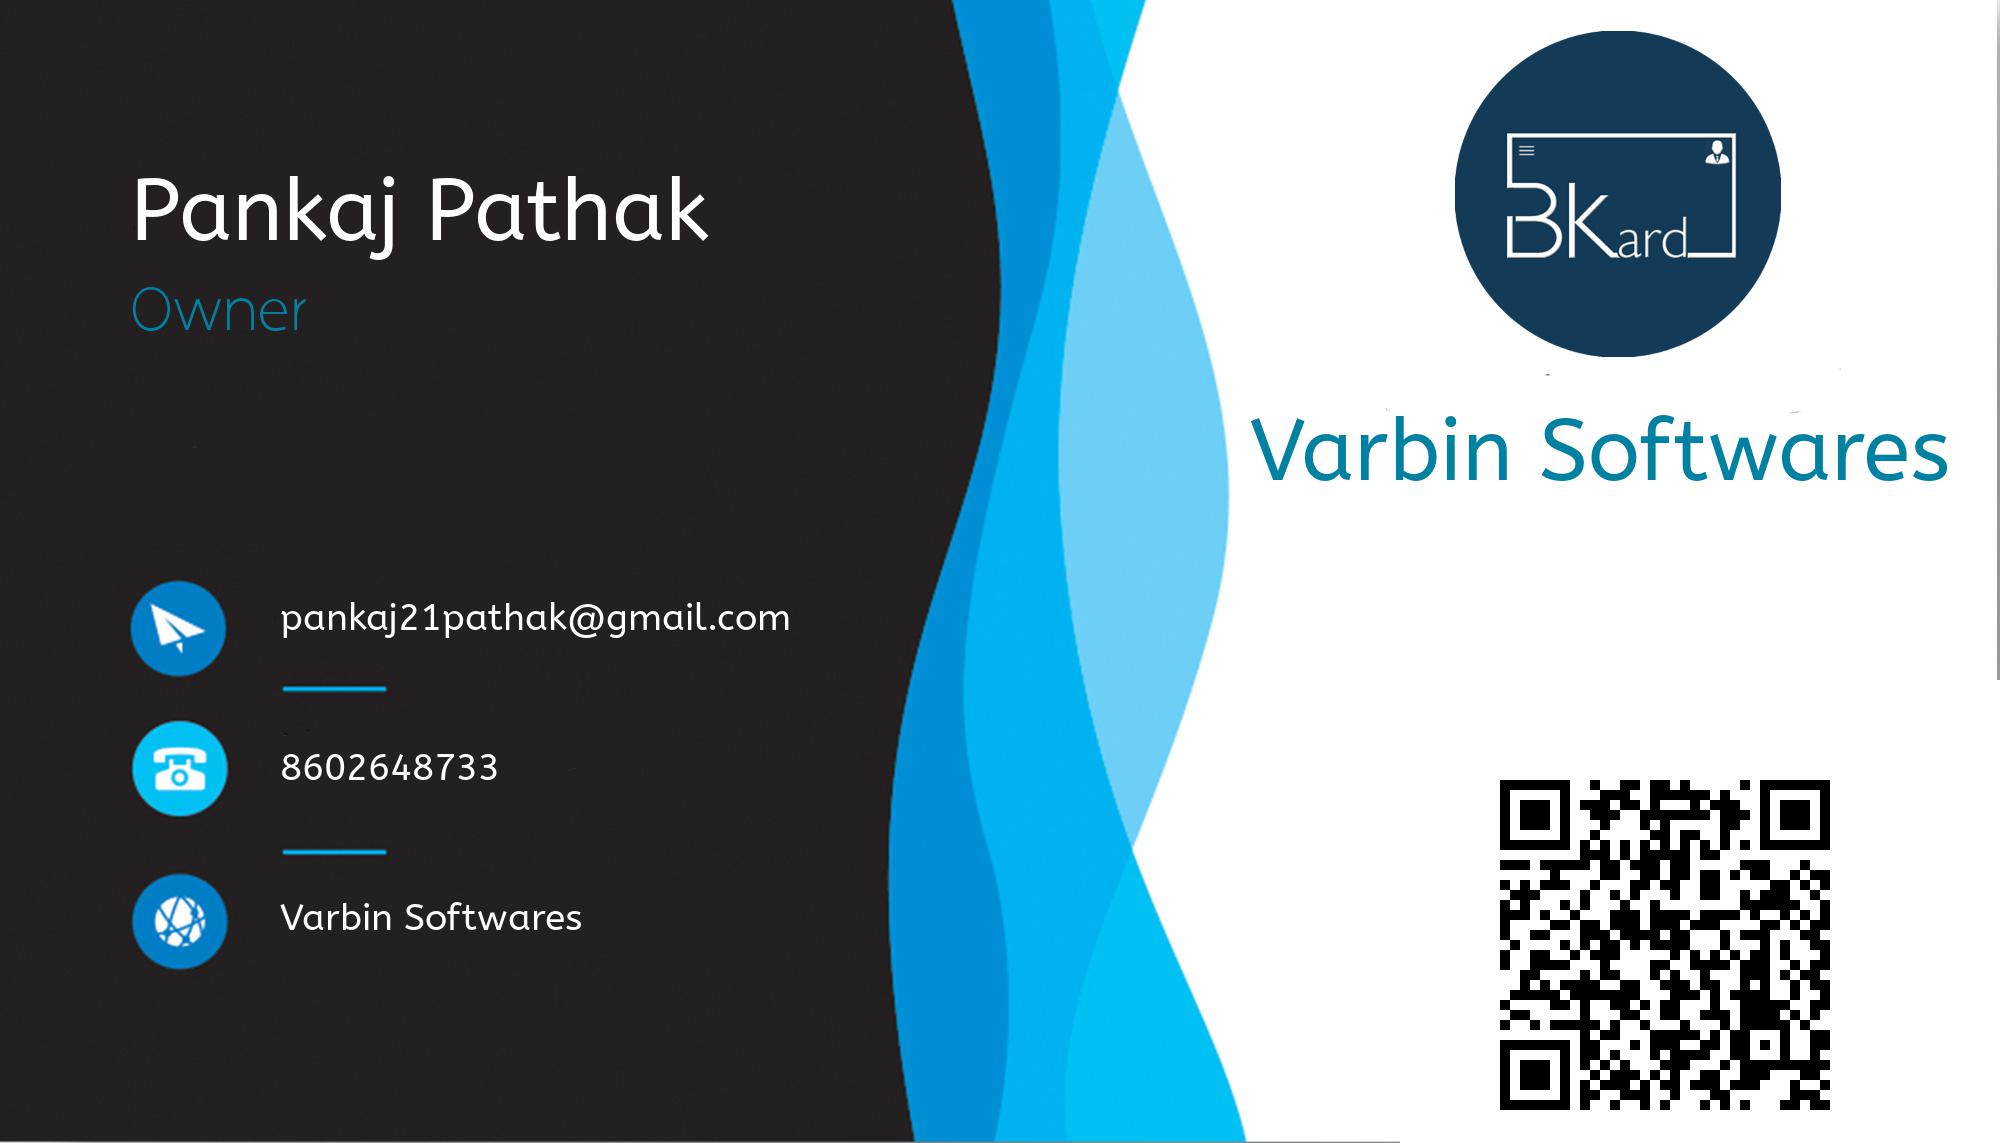 Pankaj Pathak
Owner
pankaj21pathak@gmail.com
8602648733
Varbin Softwares
BKard
Varbin Softwares